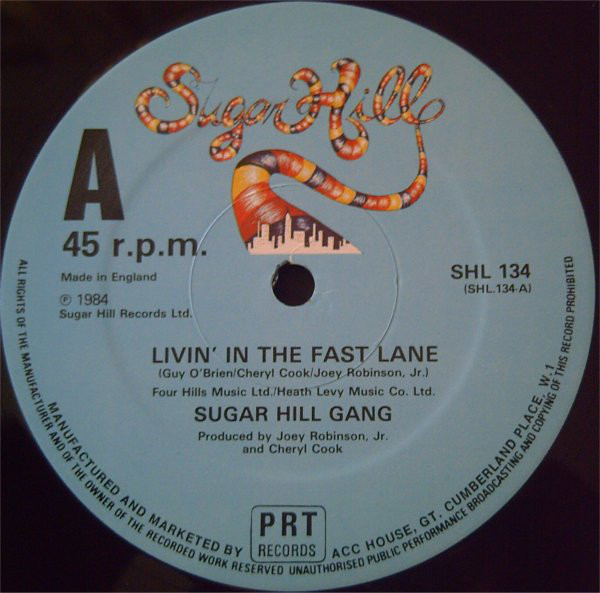 Sugar Hill
A
45 r.p.m.
Made in England
℗ 1984
Sugar Hill Records Ltd.
SHL 134
(SHL.134-A)
LIVIN' IN THE FAST LANE
(Guy O'Brien/Cheryl Cook/Joey Robinson, Jr.)
Four Hills Music Ltd./Heath Levy Music Co. Ltd.
SUGAR HILL GANG
Produced by Joey Robinson, Jr.
and Cheryl Cook
MANUFACTURED AND MARKETED BY PRT RECORDS ACC HOUSE, GT. CUMBERLAND PLACE, W.1
ALL RIGHTS OF THE MANUFACTURER AND OF THE OWNER OF THE RECORDED WORK RESERVED UNAUTHORISED PUBLIC PERFORMANCE BROADCASTING AND COPYING OF THIS RECORD PROHIBITED